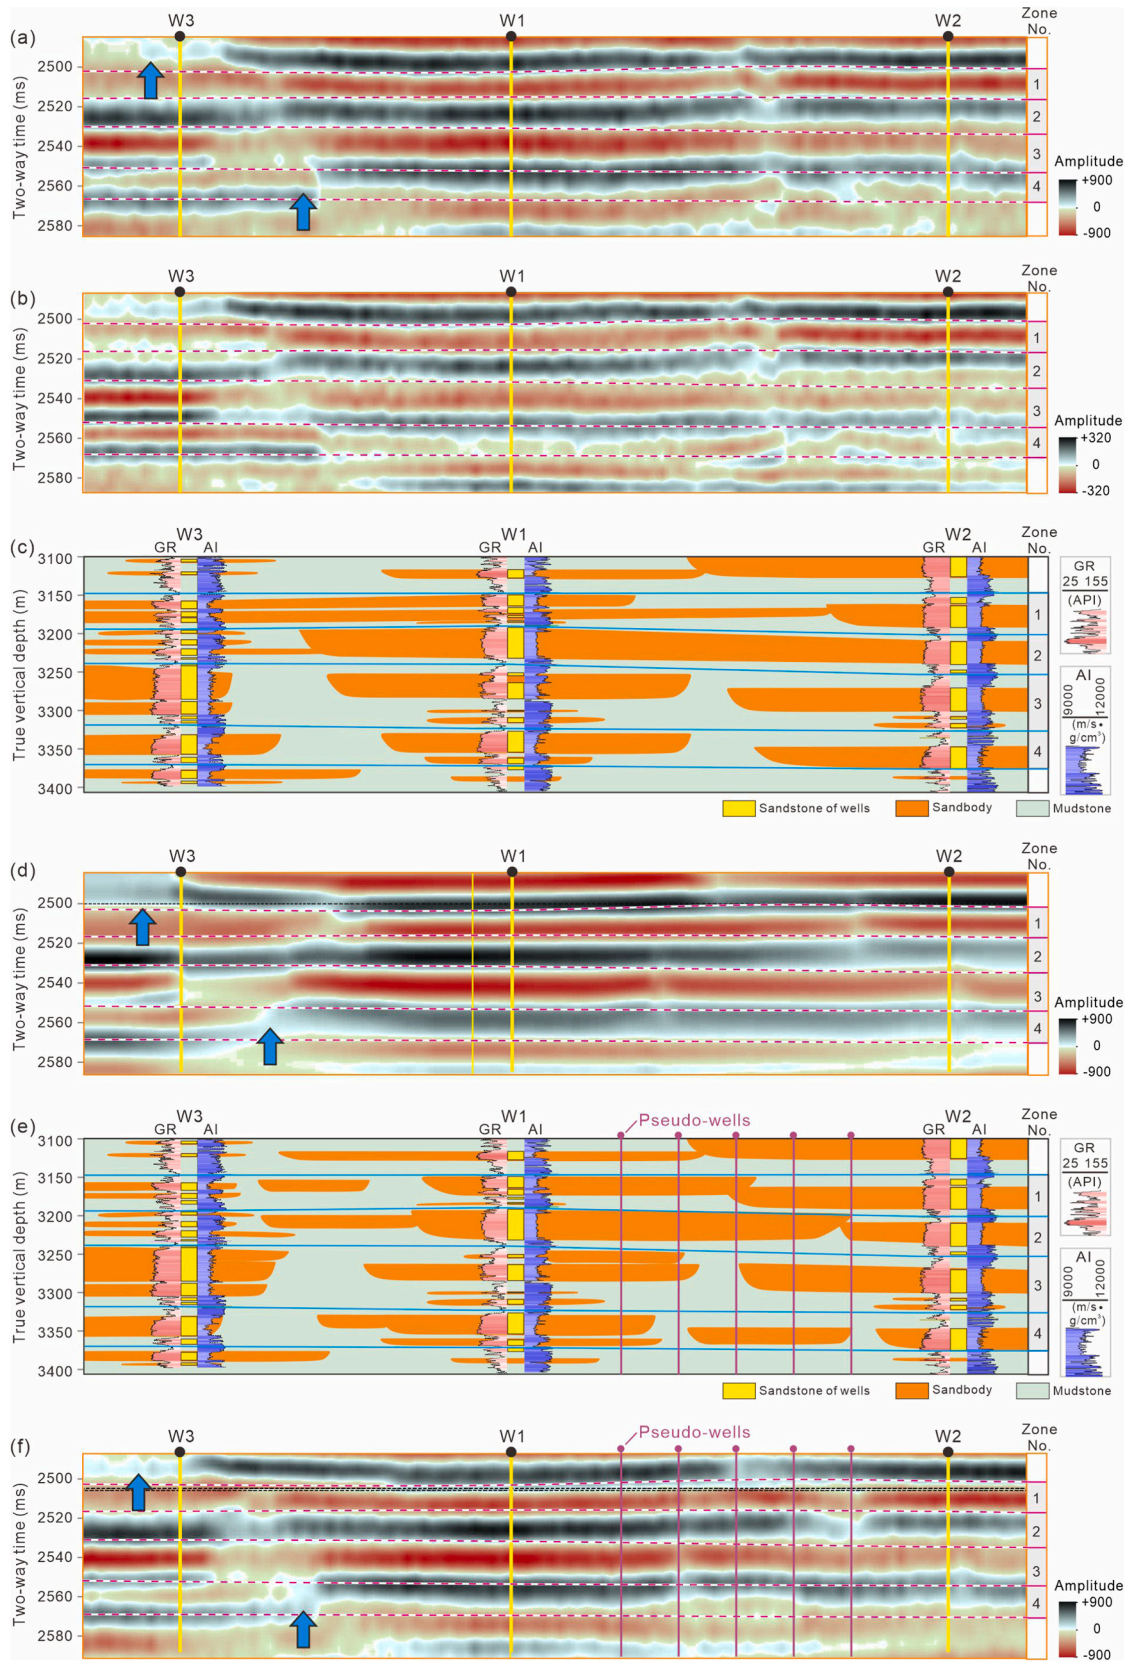 (a)
W3 W1 W2 Zone No.
Two-way time (ms)
2500
2520
2540
2560
2580
1
2
3
4
Amplitude
+900
0
-900
(b)
W3 W1 W2 Zone No.
Two-way time (ms)
2500
2520
2540
2560
2580
1
2
3
4
Amplitude
+320
0
-320
(c)
W3 W1 W2 Zone No.
GR AI GR AI GR AI
True vertical depth (m)
3100
3150
3200
3250
3300
3350
3400
1
2
3
4
GR
25 155
(API)
AI
9000 12000
(m/s•
g/cm³)
Sandstone of wells Sandbody Mudstone
(d)
W3 W1 W2 Zone No.
Two-way time (ms)
2500
2520
2540
2560
2580
1
2
3
4
Amplitude
+900
0
-900
(e)
W3 W1 Pseudo-wells W2 Zone No.
GR AI GR AI GR AI
True vertical depth (m)
3100
3150
3200
3250
3300
3350
3400
1
2
3
4
GR
25 155
(API)
AI
9000 12000
(m/s•
g/cm³)
Sandstone of wells Sandbody Mudstone
(f)
W3 W1 Pseudo-wells W2 Zone No.
Two-way time (ms)
2500
2520
2540
2560
2580
1
2
3
4
Amplitude
+900
0
-900